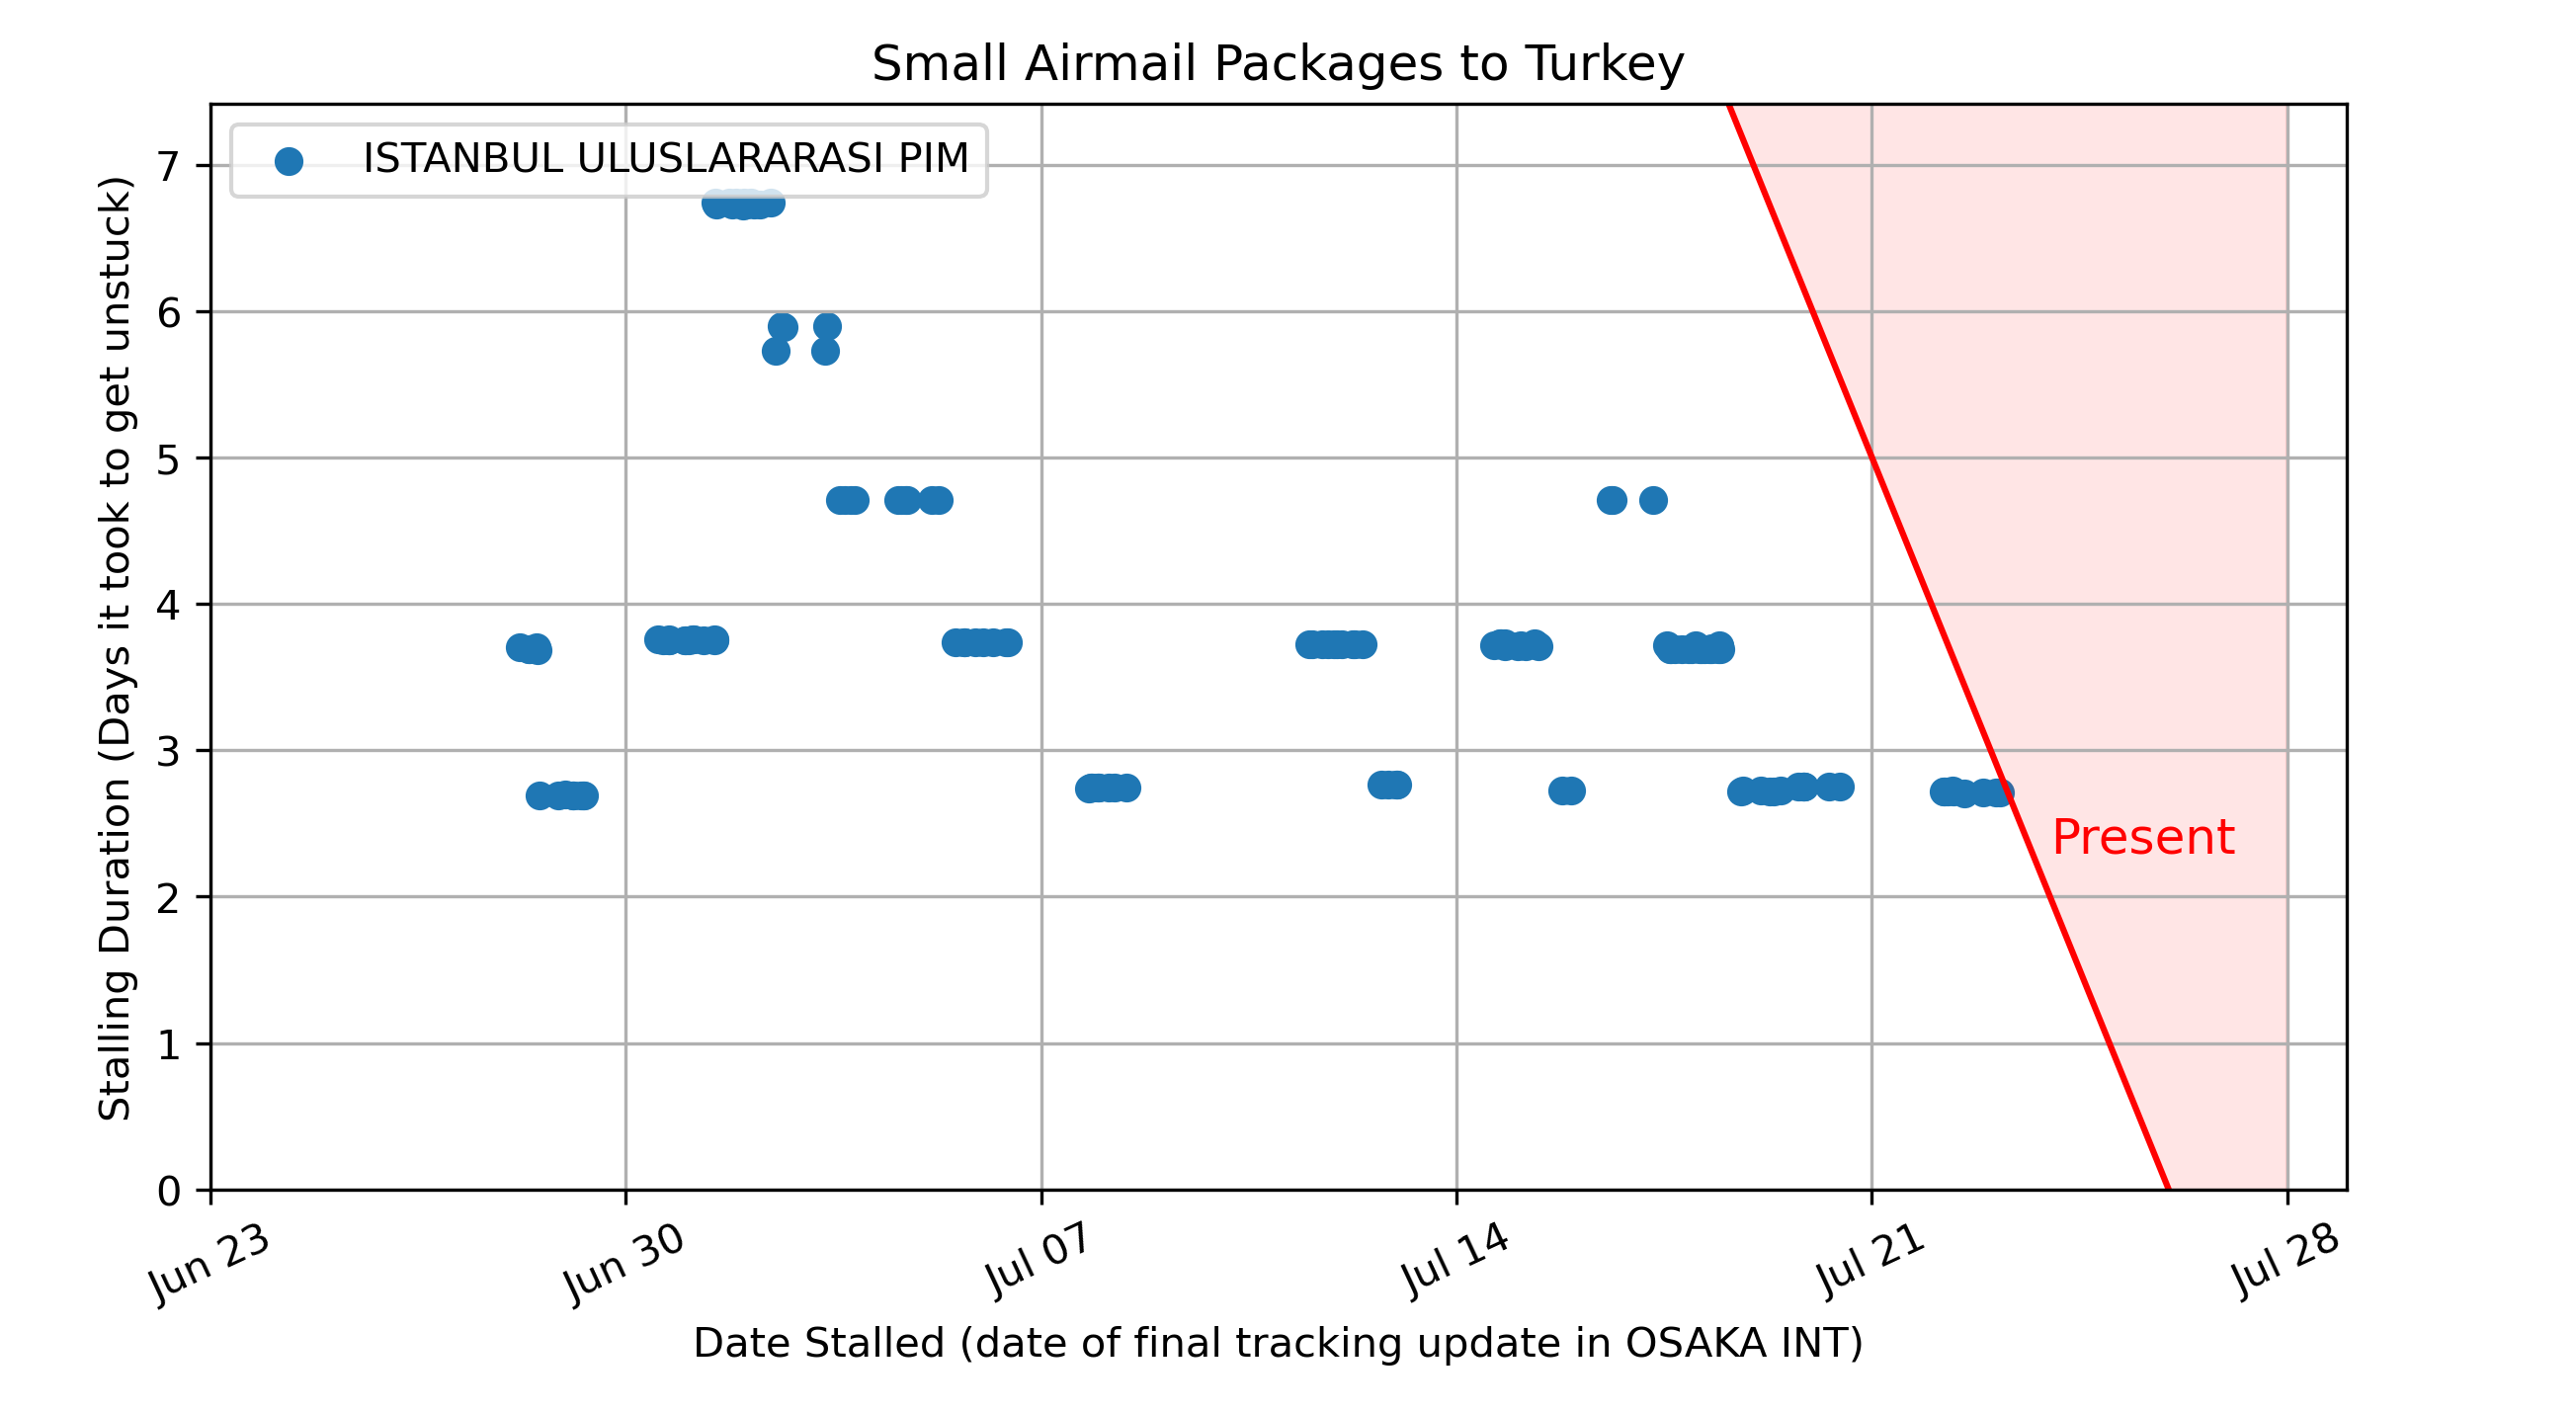 Small Airmail Packages to Turkey
ISTANBUL ULUSLARARASI PIM
Stalling Duration (Days it took to get unstuck)
7
6
5
4
3
2
1
0
Present
Jun 23
Jun 30
Jul 07
Jul 14
Jul 21
Jul 28
Date Stalled (date of final tracking update in OSAKA INT)